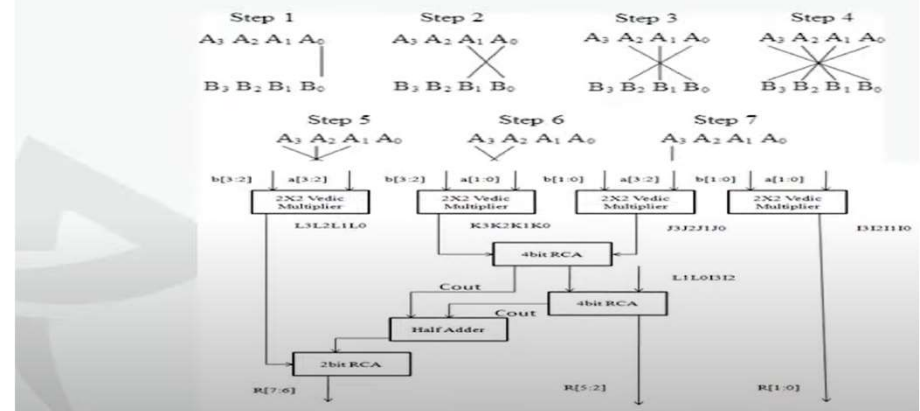 Step 1 Step 2 Step 3 Step 4
A₃ A₂ A₁ A₀ A₃ A₂ A₁ A₀ A₃ A₂ A₁ A₀ A₃ A₂ A₁ A₀
B₃ B₂ B₁ B₀ B₃ B₂ B₁ B₀ B₃ B₂ B₁ B₀ B₃ B₂ B₁ B₀
Step 5 Step 6 Step 7
A₃ A₂ A₁ A₀ A₃ A₂ A₁ A₀ A₃ A₂ A₁ A₀
b[3:2] a[3:2] b[3:2] a[1:0] b[1:0] a[3:2] b[1:0] a[1:0]
2X2 Vedic 2X2 Vedic 2X2 Vedic 2X2 Vedic
Multiplier Multiplier Multiplier Multiplier
L3L2L1L0 K3K2K1K0 J3J2J1J0 I3I2I1I0
4bit RCA
L1L0I3I2
Cout
4bit RCA
Cout
Half Adder
2bit RCA
R[7:6] R[5:2] R[1:0]